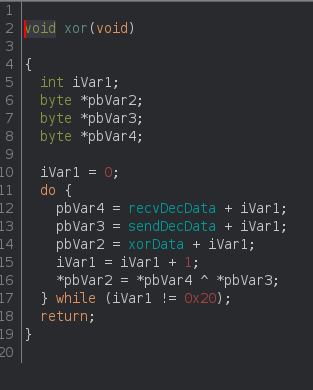 1
2 void xor(void)
3
4 {
5 int iVar1;
6 byte *pbVar2;
7 byte *pbVar3;
8 byte *pbVar4;
9
10 iVar1 = 0;
11 do {
12 pbVar4 = recvDecData + iVar1;
13 pbVar3 = sendDecData + iVar1;
14 pbVar2 = xorData + iVar1;
15 iVar1 = iVar1 + 1;
16 *pbVar2 = *pbVar4 ^ *pbVar3;
17 } while (iVar1 != 0x20);
18 return;
19 }
20